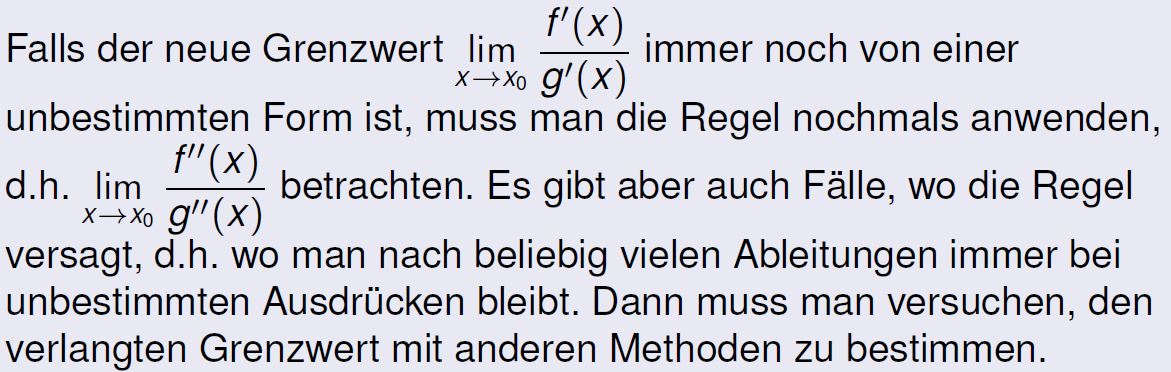 Falls der neue Grenzwert lim x→x₀ f′(x)/g′(x) immer noch von einer
unbestimmten Form ist, muss man die Regel nochmals anwenden,
d.h. lim x→x₀ f″(x)/g″(x) betrachten. Es gibt aber auch Fälle, wo die Regel
versagt, d.h. wo man nach beliebig vielen Ableitungen immer bei
unbestimmten Ausdrücken bleibt. Dann muss man versuchen, den
verlangten Grenzwert mit anderen Methoden zu bestimmen.